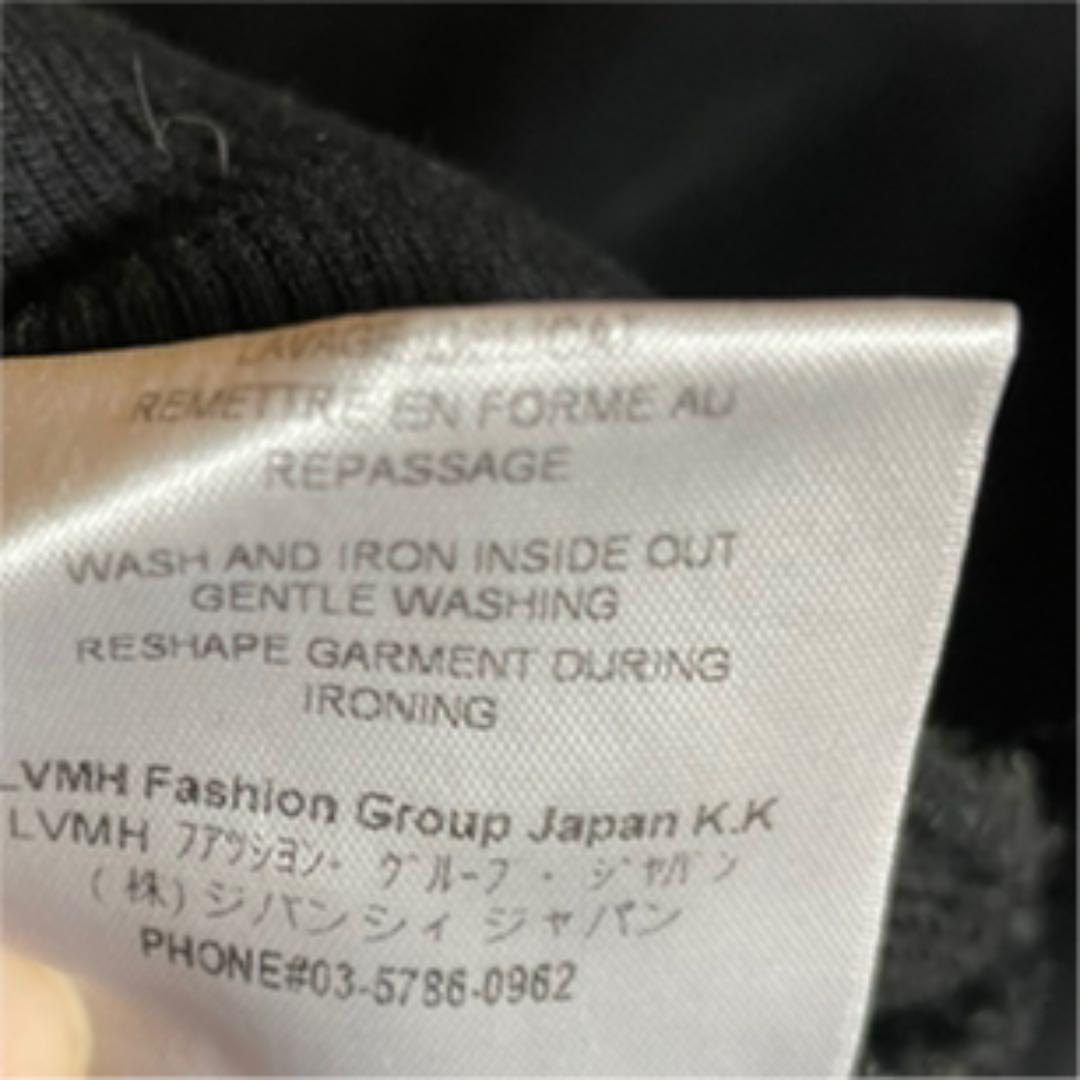 LAVAGE DELICAT
REMETTRE EN FORME AU
REPASSAGE
WASH AND IRON INSIDE OUT
GENTLE WASHING
RESHAPE GARMENT DURING
IRONING
LVMH Fashion Group Japan K.K
LVMH ファッション・グループ・ジャパン
(株)ジバンシィ ジャパン
PHONE#03-5786-0962